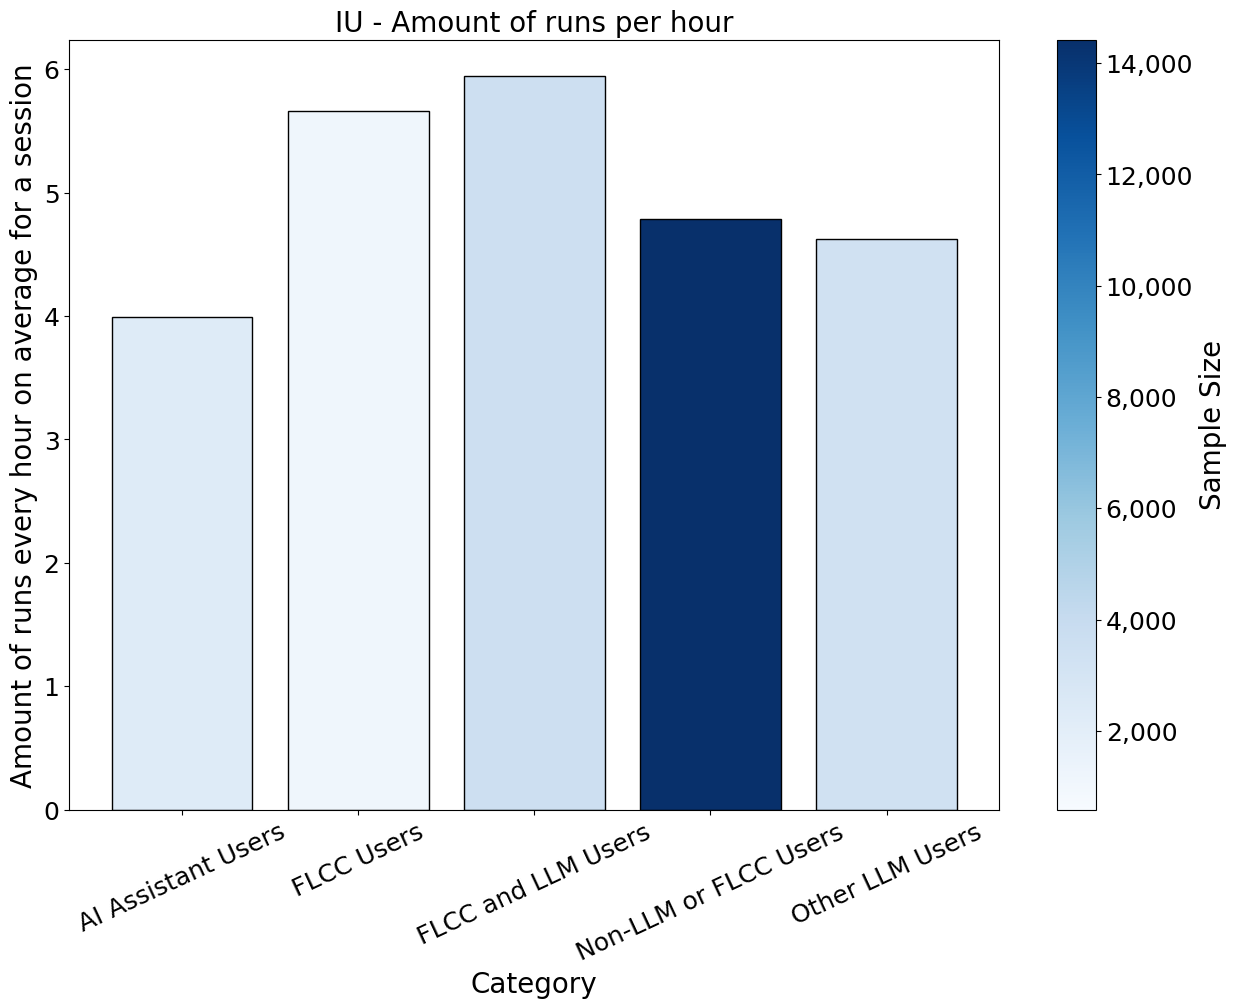 IU - Amount of runs per hour
Amount of runs every hour on average for a session
6
5
4
3
2
1
0
AI Assistant Users
FLCC Users
FLCC and LLM Users
Non-LLM or FLCC Users
Other LLM Users
Category
14,000
12,000
10,000
8,000
6,000
4,000
2,000
Sample Size